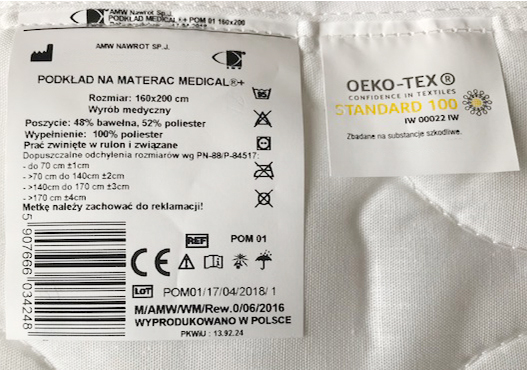 AMW NAWROT SP.J.
PODKŁAD MEDICAL®+ POM 01 160x200
AMW NAWROT SP.J.
PODKŁAD NA MATERAC MEDICAL®+
Rozmiar: 160x200 cm
Wyrób medyczny
Poszycie: 48% bawełna, 52% poliester
Wypełnienie: 100% poliester
Prać zwinięte w rulon i związane
Dopuszczalne odchylenia rozmiarów wg PN-88/P-84517:
- do 70 cm ±1cm
- >70 cm do 140cm ±2cm
- >140cm do 170 cm ±3cm
- >170 cm ±4cm
Metkę należy zachować do reklamacji!
5 907666 034248
REF POM 01
CE
LOT POM01/17/04/2018/ 1
M/AMW/WM/Rew.0/06/2016
WYPRODUKOWANO W POLSCE
PKWiU : 13.92.24
OEKO-TEX®
CONFIDENCE IN TEXTILES
STANDARD 100
IW 00022 IW
Zbadane na substancje szkodliwe.